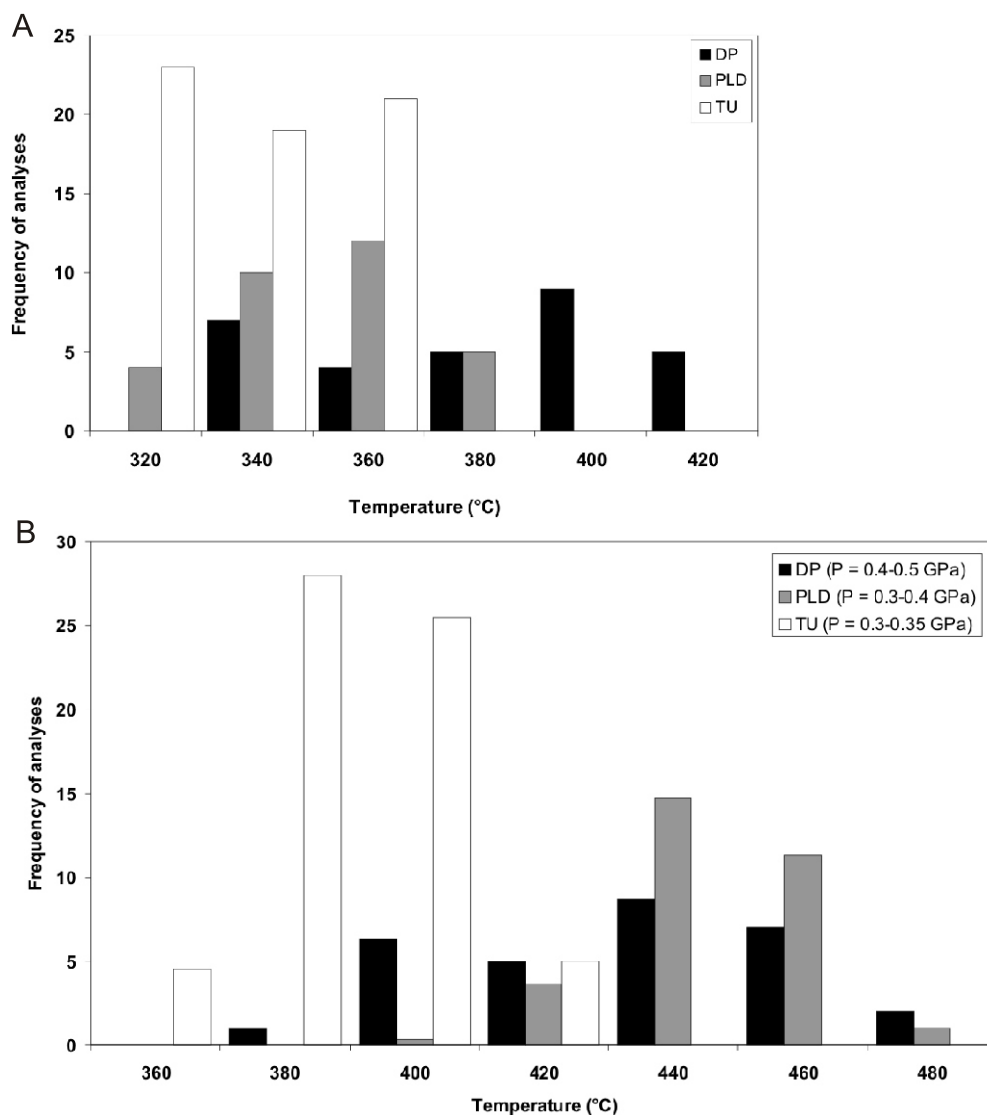 A
25
20
15
10
5
0
Frequency of analyses
DP
PLD
TU
320 340 360 380 400 420
Temperature (°C)
B
30
25
20
15
10
5
0
Frequency of analyses
DP (P = 0.4-0.5 GPa)
PLD (P = 0.3-0.4 GPa)
TU (P = 0.3-0.35 GPa)
360 380 400 420 440 460 480
Temperature (°C)